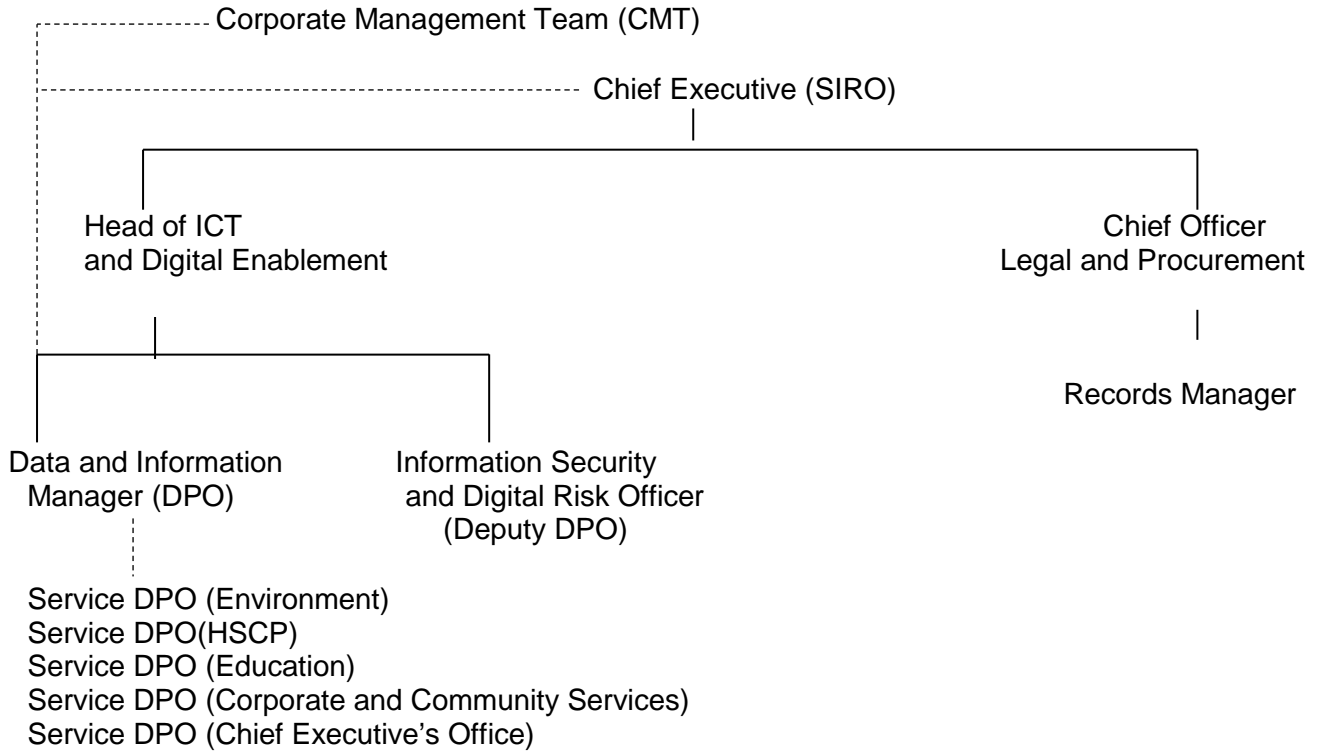 Corporate Management Team (CMT)
Chief Executive (SIRO)
Head of ICT
and Digital Enablement
Chief Officer
Legal and Procurement
Records Manager
Data and Information
Manager (DPO)
Information Security
and Digital Risk Officer
(Deputy DPO)
Service DPO (Environment)
Service DPO(HSCP)
Service DPO (Education)
Service DPO (Corporate and Community Services)
Service DPO (Chief Executive’s Office)